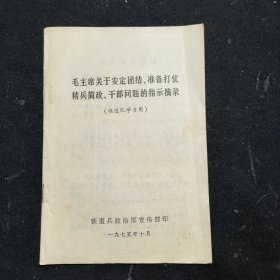 毛主席关于安定团结、准备打仗
精兵简政、干部问题的指示摘录
（供连队学习用）
铁道兵政治部宣传部印
一九七五年十月